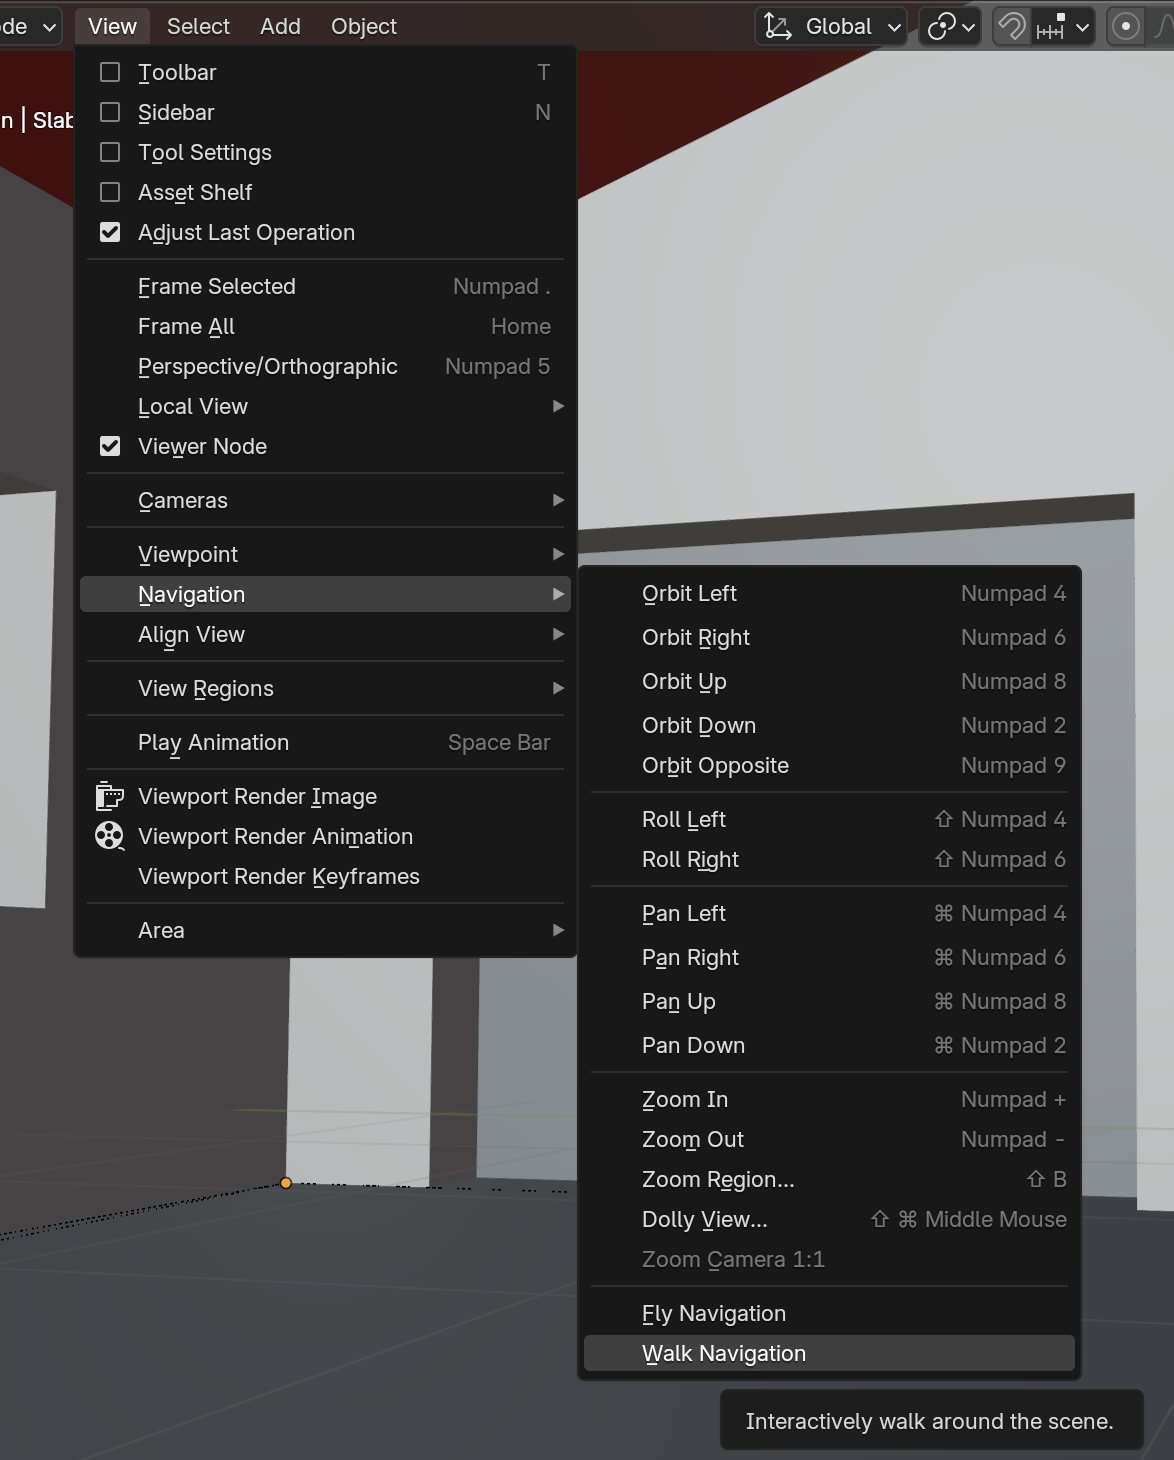 de View Select Add Object Global
n | Slab
Toolbar T
Sidebar N
Tool Settings
Asset Shelf
Adjust Last Operation
Frame Selected Numpad .
Frame All Home
Perspective/Orthographic Numpad 5
Local View
Viewer Node
Cameras
Viewpoint
Navigation
Align View
View Regions
Play Animation Space Bar
Viewport Render Image
Viewport Render Animation
Viewport Render Keyframes
Area
Orbit Left Numpad 4
Orbit Right Numpad 6
Orbit Up Numpad 8
Orbit Down Numpad 2
Orbit Opposite Numpad 9
Roll Left ⇧ Numpad 4
Roll Right ⇧ Numpad 6
Pan Left ⌘ Numpad 4
Pan Right ⌘ Numpad 6
Pan Up ⌘ Numpad 8
Pan Down ⌘ Numpad 2
Zoom In Numpad +
Zoom Out Numpad -
Zoom Region... ⇧ B
Dolly View... ⇧ ⌘ Middle Mouse
Zoom Camera 1:1
Fly Navigation
Walk Navigation
Interactively walk around the scene.